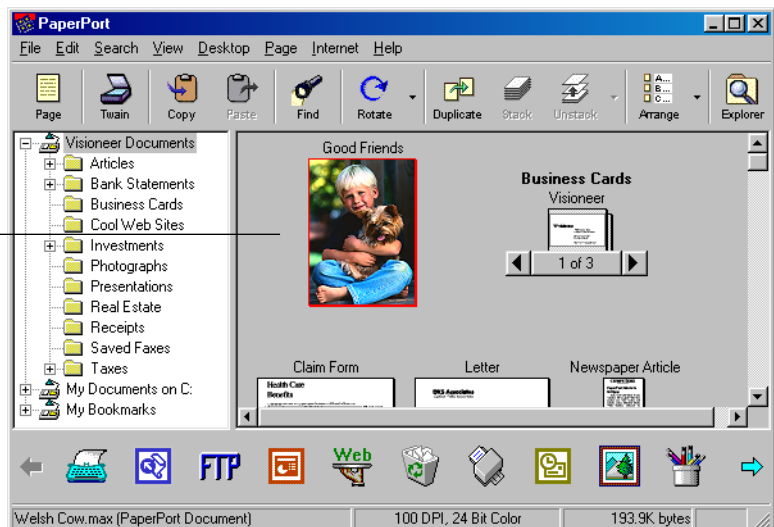 PaperPort
File Edit Search View Desktop Page Internet Help
Page Twain Copy Paste Find Rotate Duplicate Stack Unstack Arrange Explorer
A...
B...
C...
Visioneer Documents
Articles
Bank Statements
Business Cards
Cool Web Sites
Investments
Photographs
Presentations
Real Estate
Receipts
Saved Faxes
Taxes
My Documents on C:
My Bookmarks
Good Friends
Business Cards
Visioneer
1 of 3
Claim Form
Health Care
Benefits
Letter
Newspaper Article
FTP
Web
Welsh Cow.max (PaperPort Document) 100 DPI, 24 Bit Color 193.9K bytes